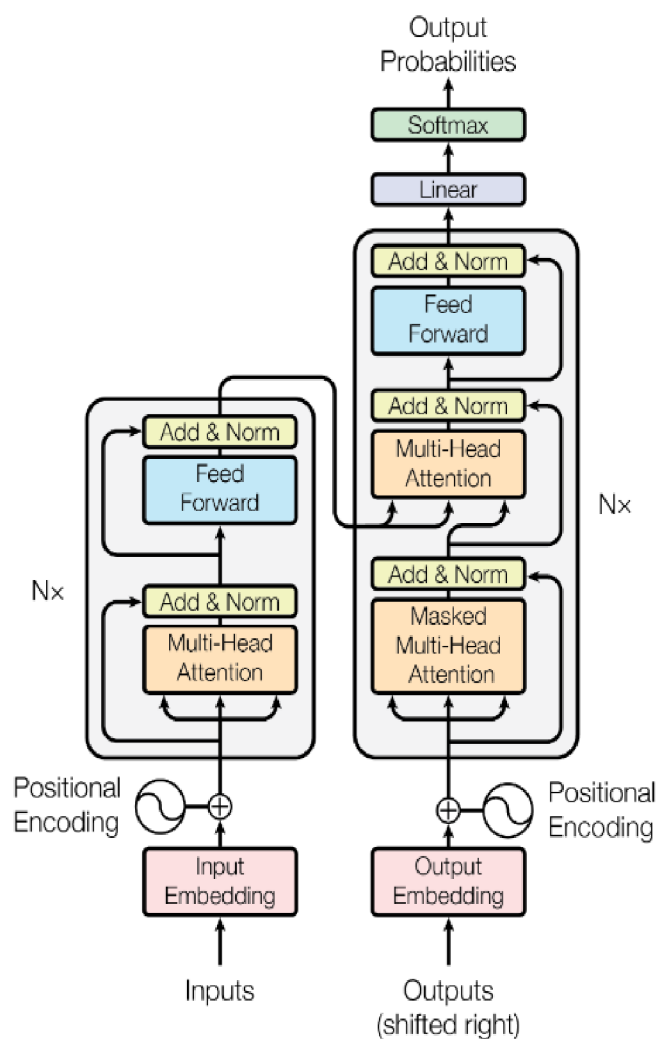 Output
Probabilities
Softmax
Linear
Add & Norm
Feed
Forward
Add & Norm
Multi-Head
Attention
Nx
Add & Norm
Masked
Multi-Head
Attention
Add & Norm
Feed
Forward
Nx
Add & Norm
Multi-Head
Attention
Positional
Encoding
Positional
Encoding
Input
Embedding
Output
Embedding
Inputs
Outputs
(shifted right)